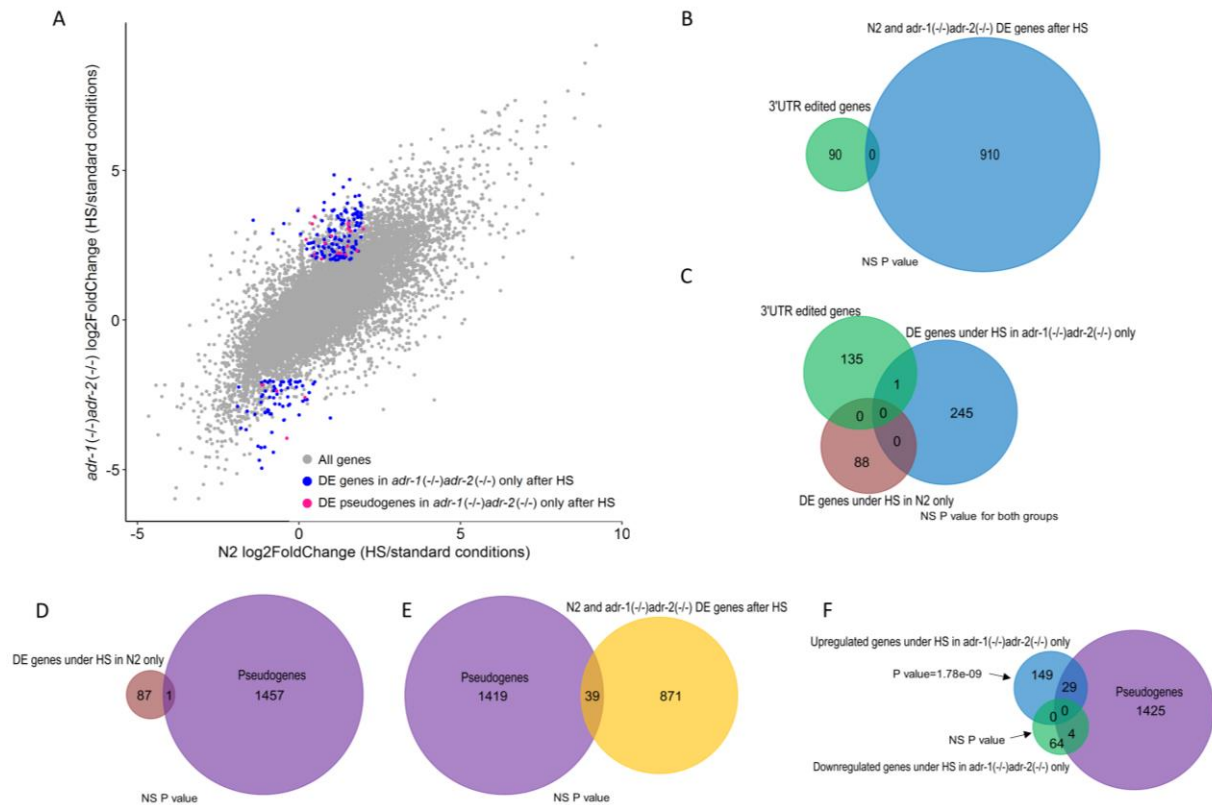 A
adr-1(-/-)adr-2(-/-) log2FoldChange (HS/standard conditions)
5
0
-5
-5
0
5
10
N2 log2FoldChange (HS/standard conditions)
All genes
DE genes in adr-1(-/-)adr-2(-/-) only after HS
DE pseudogenes in adr-1(-/-)adr-2(-/-) only after HS
B
N2 and adr-1(-/-)adr-2(-/-) DE genes after HS
3'UTR edited genes
90
0
910
NS P value
C
3'UTR edited genes
DE genes under HS in adr-1(-/-)adr-2(-/-) only
135
1
0
0
245
0
88
DE genes under HS in N2 only
NS P value for both groups
D
DE genes under HS in N2 only
87
1
Pseudogenes
1457
NS P value
E
N2 and adr-1(-/-)adr-2(-/-) DE genes after HS
Pseudogenes
1419
39
871
NS P value
F
Upregulated genes under HS in adr-1(-/-)adr-2(-/-) only
P value=1.78e-09
149
29
Pseudogenes
1425
0
0
NS P value
64
4
Downregulated genes under HS in adr-1(-/-)adr-2(-/-) only